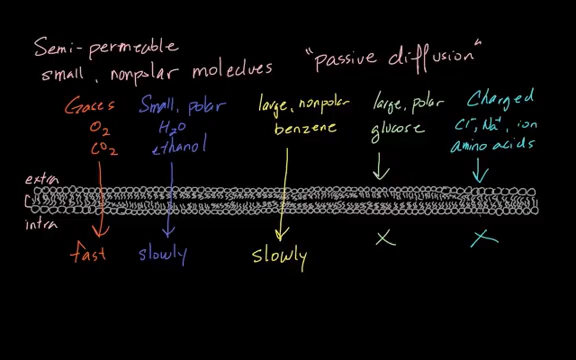 Semi-permeable
small, nonpolar molecules "passive diffusion"
Gases
O2
CO2
fast
Small, polar
H2O
ethanol
slowly
large, nonpolar
benzene
slowly
large, polar
glucose
X
Charged
Cl-, Na+, ion
amino acids
X
extra
intra